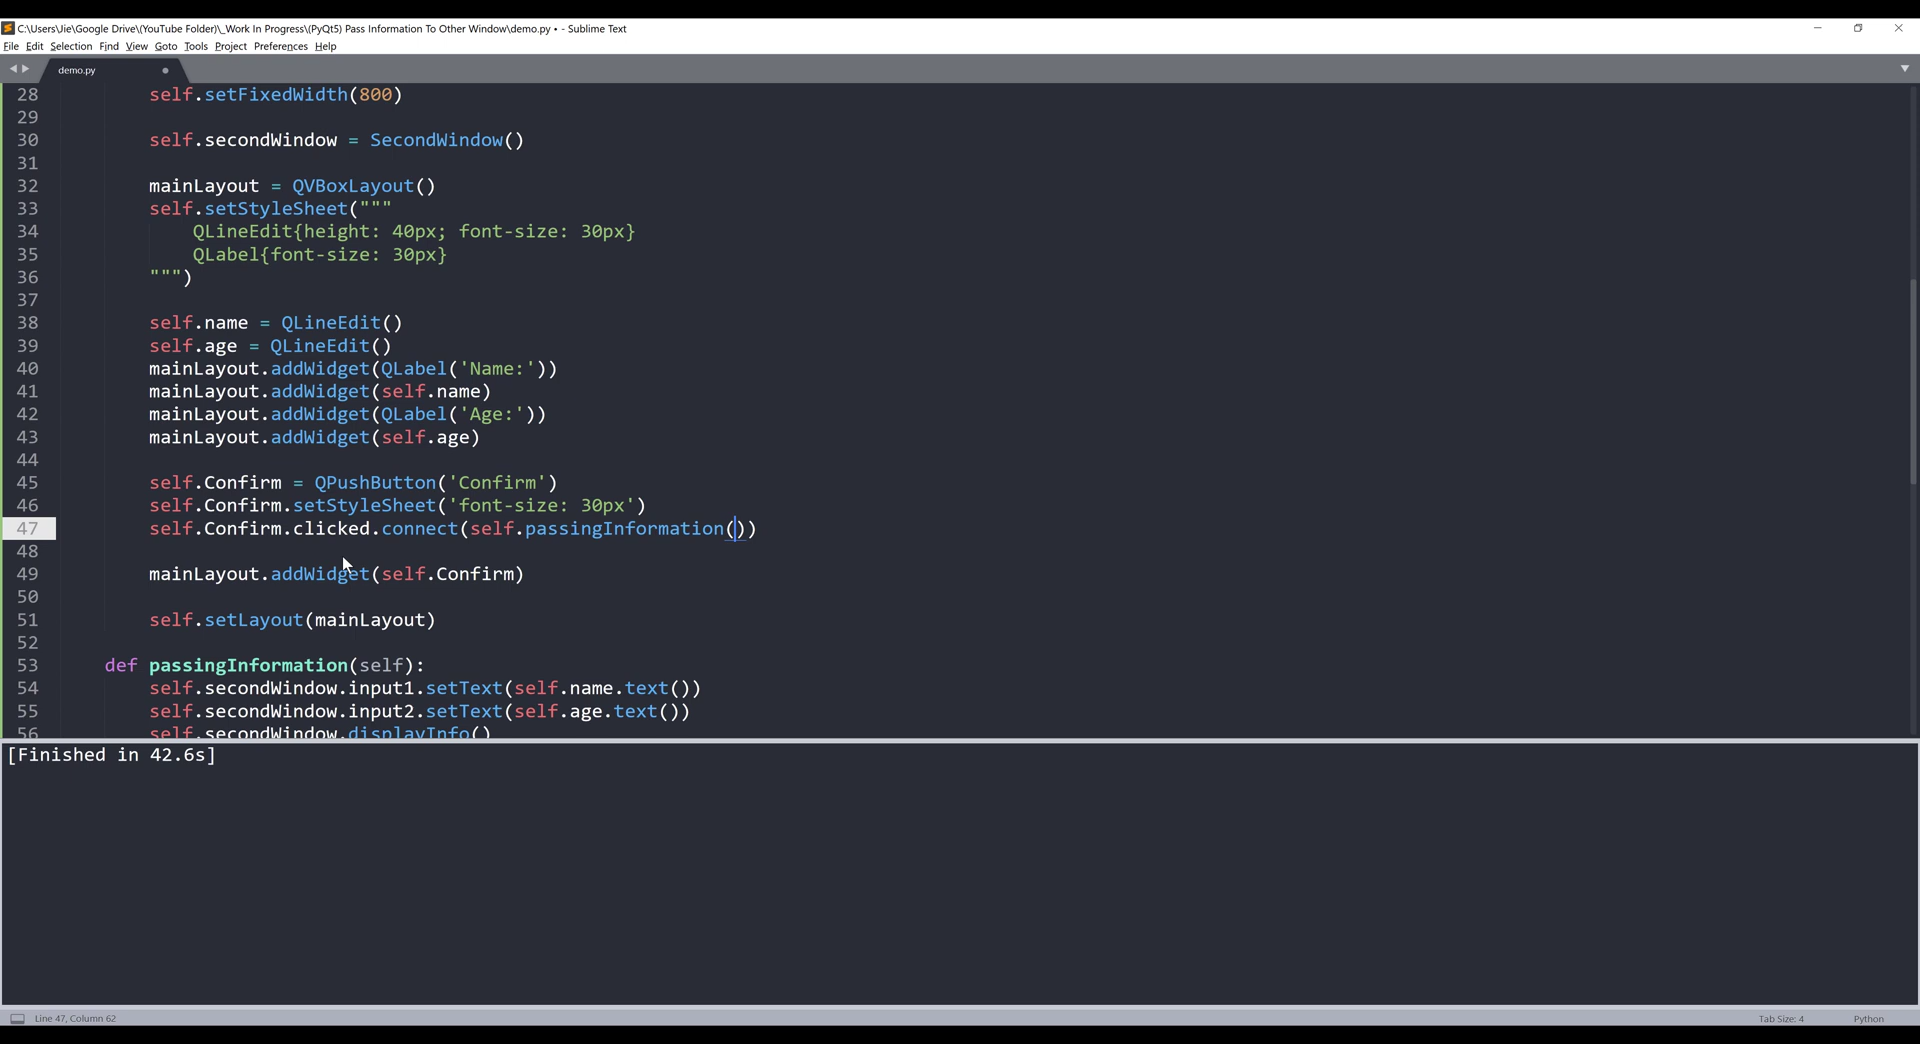 C:\Users\Jie\Google Drive\(YouTube Folder)\_Work In Progress\(PyQt5) Pass Information To Other Window\demo.py • - Sublime Text
File Edit Selection Find View Goto Tools Project Preferences Help
demo.py
28 self.setFixedWidth(800)
29
30 self.secondWindow = SecondWindow()
31
32 mainLayout = QVBoxLayout()
33 self.setStyleSheet("""
34 QLineEdit{height: 40px; font-size: 30px}
35 QLabel{font-size: 30px}
36 """)
37
38 self.name = QLineEdit()
39 self.age = QLineEdit()
40 mainLayout.addWidget(QLabel('Name:'))
41 mainLayout.addWidget(self.name)
42 mainLayout.addWidget(QLabel('Age:'))
43 mainLayout.addWidget(self.age)
44
45 self.Confirm = QPushButton('Confirm')
46 self.Confirm.setStyleSheet('font-size: 30px')
47 self.Confirm.clicked.connect(self.passingInformation())
48
49 mainLayout.addWidget(self.Confirm)
50
51 self.setLayout(mainLayout)
52
53 def passingInformation(self):
54 self.secondWindow.input1.setText(self.name.text())
55 self.secondWindow.input2.setText(self.age.text())
56 self.secondWindow.displayInfo()
[Finished in 42.6s]
Line 47, Column 62
Tab Size: 4
Python